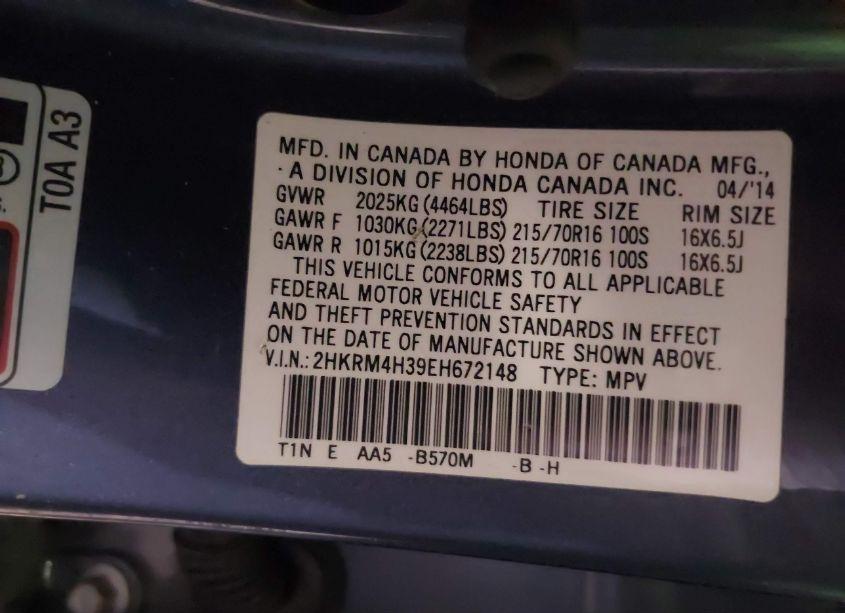 TOA A3
S.
MFD. IN CANADA BY HONDA OF CANADA MFG.,
A DIVISION OF HONDA CANADA INC. 04/'14
GVWR 2025KG(4464LBS) TIRE SIZE RIM SIZE
GAWR F 1030KG(2271LBS) 215/70R16 100S 16X6.5J
GAWR R 1015KG(2238LBS) 215/70R16 100S 16X6.5J
THIS VEHICLE CONFORMS TO ALL APPLICABLE
FEDERAL MOTOR VEHICLE SAFETY
AND THEFT PREVENTION STANDARDS IN EFFECT
ON THE DATE OF MANUFACTURE SHOWN ABOVE.
V.I.N.: 2HKRM4H39EH672148 TYPE: MPV
T1N E AA5 -B570M -B -H